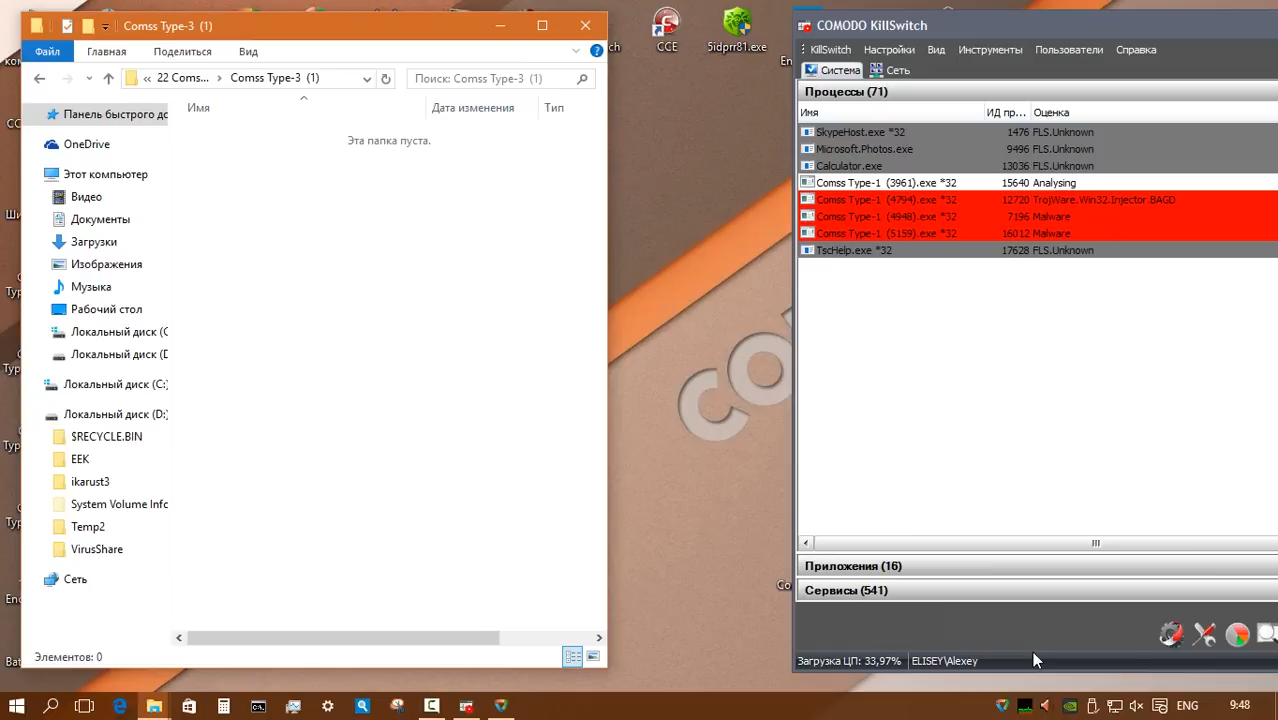 Comss Type-3 (1)
Файл
Главная
Поделиться
Вид
22 Coms...
Comss Type-3 (1)
Поиск: Comss Type-3 (1)
Имя
Дата изменения
Тип
Эта папка пуста.
Панель быстрого до
OneDrive
Этот компьютер
Видео
Документы
Загрузки
Изображения
Музыка
Рабочий стол
Локальный диск (C
Локальный диск (D
Локальный диск (C:)
Локальный диск (D:)
$RECYCLE.BIN
EEK
ikarust3
System Volume Info
Temp2
VirusShare
Сеть
Элементов: 0
CCE
5idprr81.exe
COMODO KillSwitch
KillSwitch Настройки Вид Инструменты Пользователи Справка
Система Сеть
Процессы (71)
Имя ИД пр... Оценка
SkypeHost.exe *32 1476 FLS.Unknown
Microsoft.Photos.exe 9496 FLS.Unknown
Calculator.exe 13036 FLS.Unknown
Comss Type-1 (3961).exe *32 15640 Analysing
Comss Type-1 (4794).exe *32 12720 TrojWare.Win32.Injector.BAGD
Comss Type-1 (4948).exe *32 7196 Malware
Comss Type-1 (5159).exe *32 16012 Malware
TscHelp.exe *32 17628 FLS.Unknown
Приложения (16)
Сервисы (541)
Загрузка ЦП: 33,97% ELISEY\Alexey
ENG
9:48